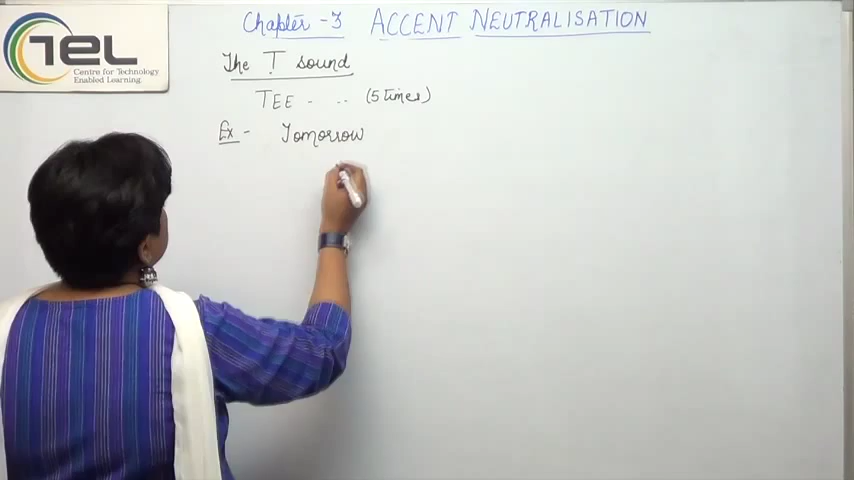 Chapter - 3 ACCENT NEUTRALISATION
TEL
Centre for Technology
Enabled Learning
The T sound
TEE - .. (5 times)
Ex - Tomorrow